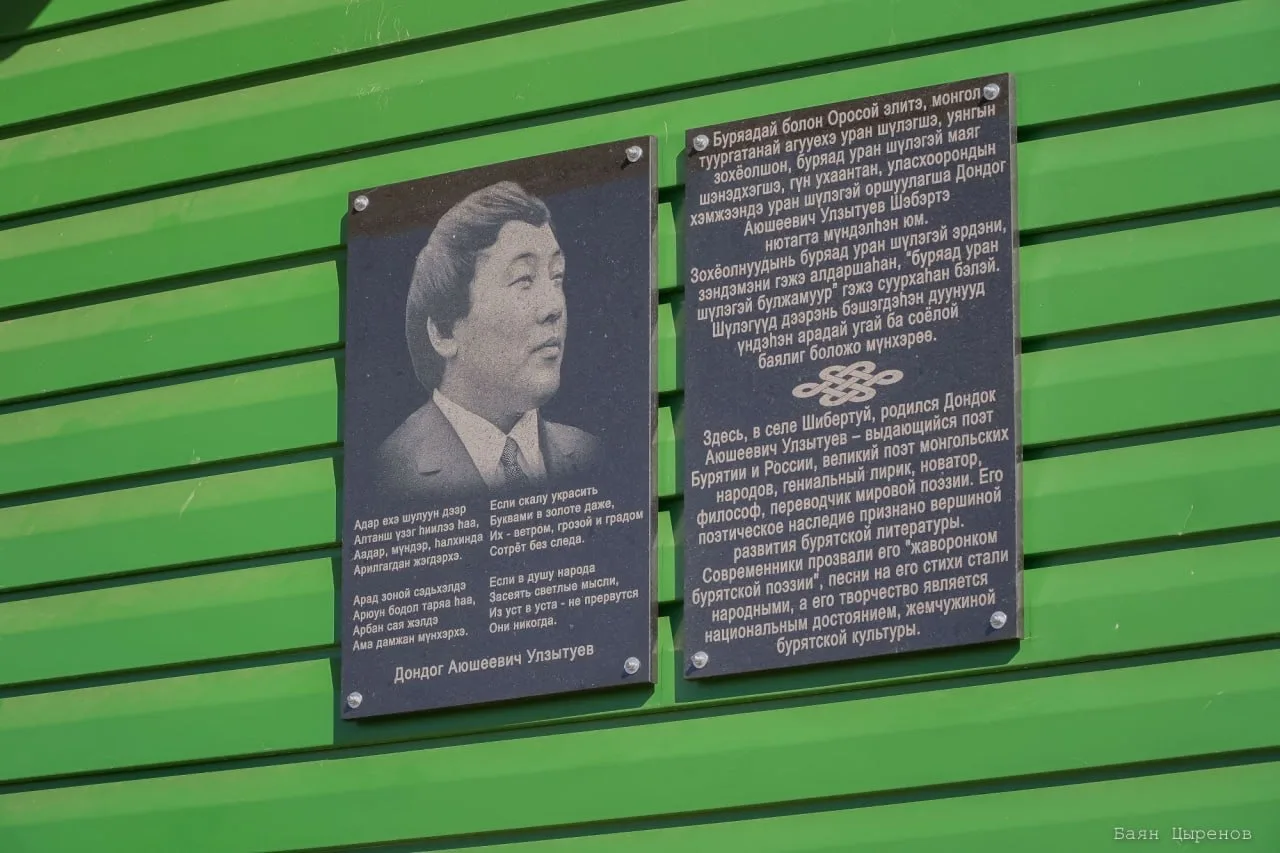 Адар ехэ шулуун дээр
Алтанш үзэг һиилээ һаа,
Аадар, мүндэр, һалхинда
Арилгагдан жэгдэрхэ.
Арад зоной сэдьхэлдэ
Арюун бодол таряа һаа,
Арбан сая жэлдэ
Ама дамжан мүнхэрхэ.
Если скалу украсить
Буквами в золоте даже,
Их - ветром, грозой и градом
Сотрёт без следа.
Если в душу народа
Засеять светлые мысли,
Из уст в уста - не прервутся
Они никогда.
Дондог Аюшеевич Улзытуев
Буряадай болон Оросой элитэ, монгол
туургатанай агууехэ уран шүлэгшэ, уянгын
зохёолшон, буряад уран шүлэгэй маяг
шэнэдхэгшэ, гүн ухаантан, уласхоорондын
хэмжээндэ уран шүлэгэй оршуулагша Дондог
Аюшеевич Улзытуев Шэбэртэ
нютагта мүндэлһэн юм.
Зохёолнуудынь буряад уран шүлэгэй эрдэни,
зэндэмэни гэжэ алдаршаһан, "буряад уран
шүлэгэй булжамуур" гэжэ суурхаһан бэлэй.
Шүлэгүүд дээрэнь бэшэгдэһэн дуунууд
үндэһэн арадай угай ба соёлой
баялиг боложо мүнхэрөө.
Здесь, в селе Шибертуй, родился Дондок
Аюшеевич Улзытуев – выдающийся поэт
Бурятии и России, великий поэт монгольских
народов, гениальный лирик, новатор,
философ, переводчик мировой поэзии. Его
поэтическое наследие признано вершиной
развития бурятской литературы.
Современники прозвали его "жаворонком
бурятской поэзии", песни на его стихи стали
народными, а его творчество является
национальным достоянием, жемчужиной
бурятской культуры.
Баян Цыренов